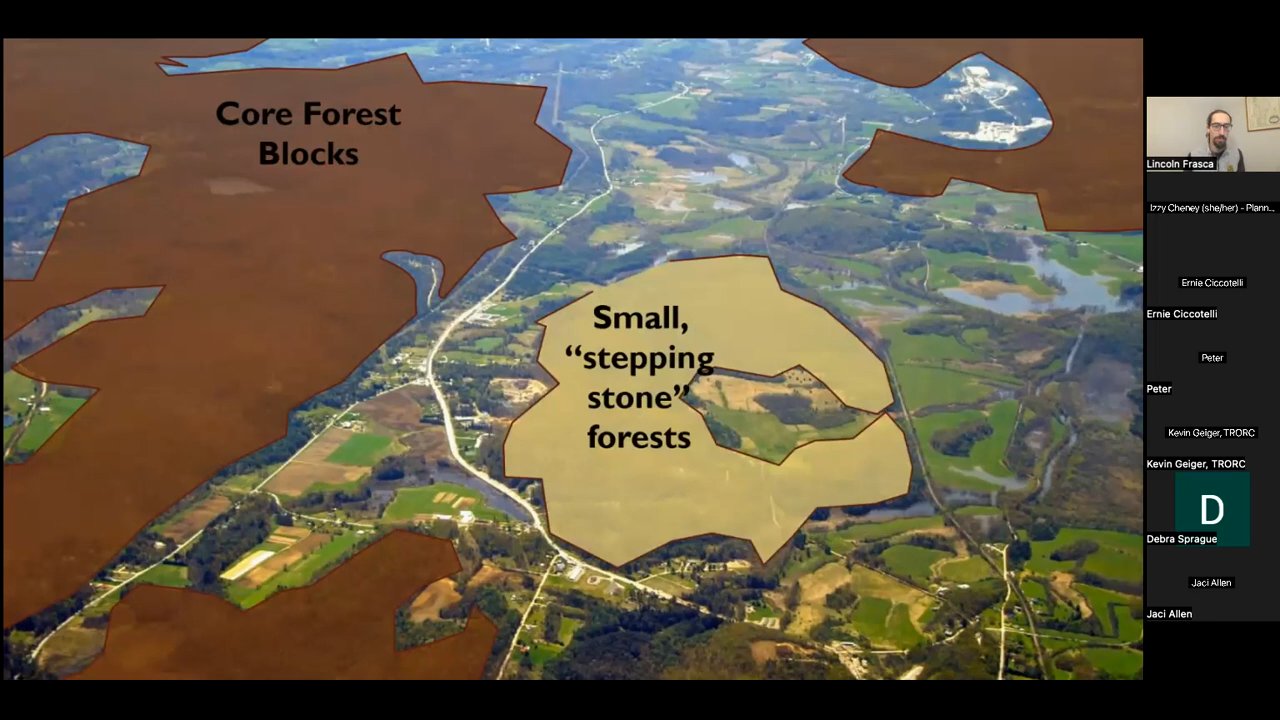 Core Forest
Blocks
Small,
“stepping
stone”
forests
Lincoln Frasca
Izzy Cheney (she/her) - Plann...
Ernie Ciccotelli
Ernie Ciccotelli
Peter
Peter
Kevin Geiger, TRORC
Kevin Geiger, TRORC
D
Debra Sprague
Jaci Allen
Jaci Allen